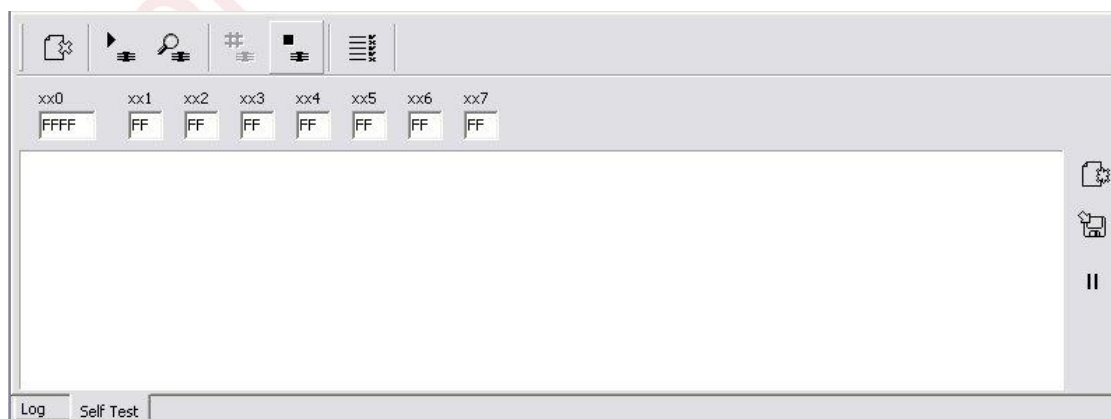 xx0 xx1 xx2 xx3 xx4 xx5 xx6 xx7
FFFF FF FF FF FF FF FF FF
Log Self Test